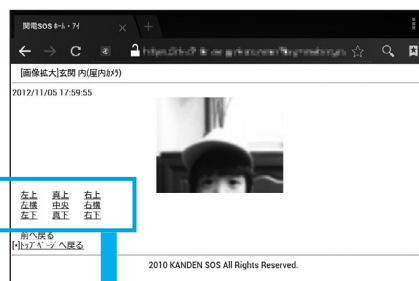 関電SOS ﾎｰﾑ・ｱｲ
[画像拡大]玄関 内(屋内ｶﾒﾗ)
2012/11/05 17:59:55
左上 真上 右上
左横 中央 右横
左下 真下 右下
前へ戻る
[*]ﾄｯﾌﾟﾍﾟｰｼﾞへ戻る
2010 KANDEN SOS All Rights Reserved.